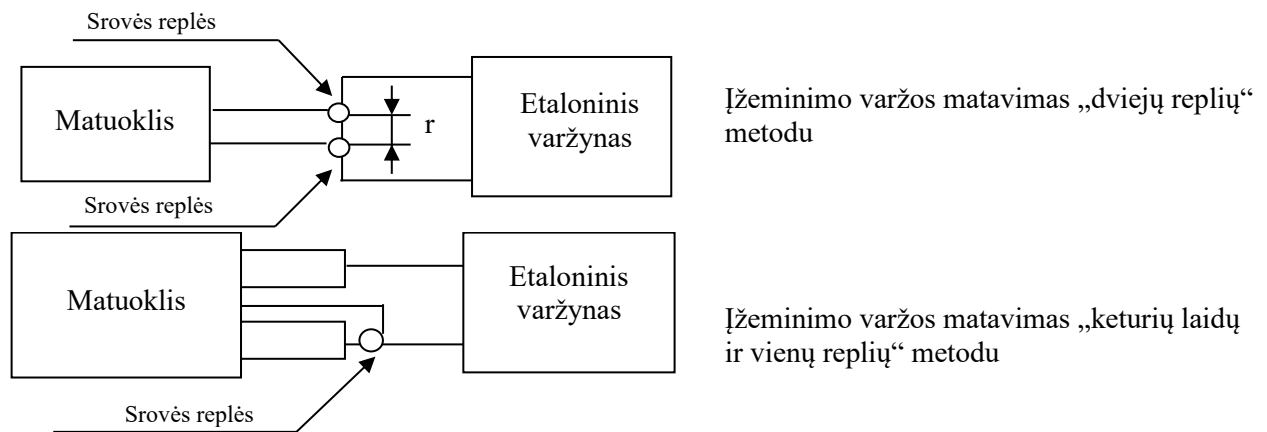 Srovės replės
Matuoklis
r
Etaloninis
varžynas
Srovės replės
Įžeminimo varžos matavimas „dviejų replių“
metodu
Matuoklis
Etaloninis
varžynas
Srovės replės
Įžeminimo varžos matavimas „keturių laidų
ir vienų replių“ metodu